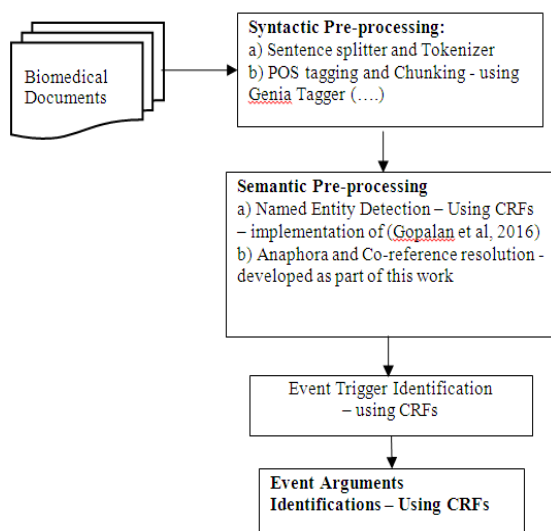 Biomedical
Documents
Syntactic Pre-processing:
a) Sentence splitter and Tokenizer
b) POS tagging and Chunking - using
Genia Tagger (....)
Semantic Pre-processing
a) Named Entity Detection – Using CRFs
– implementation of (Gopalan et al, 2016)
b) Anaphora and Co-reference resolution -
developed as part of this work
Event Trigger Identification
– using CRFs
Event Arguments
Identifications – Using CRFs